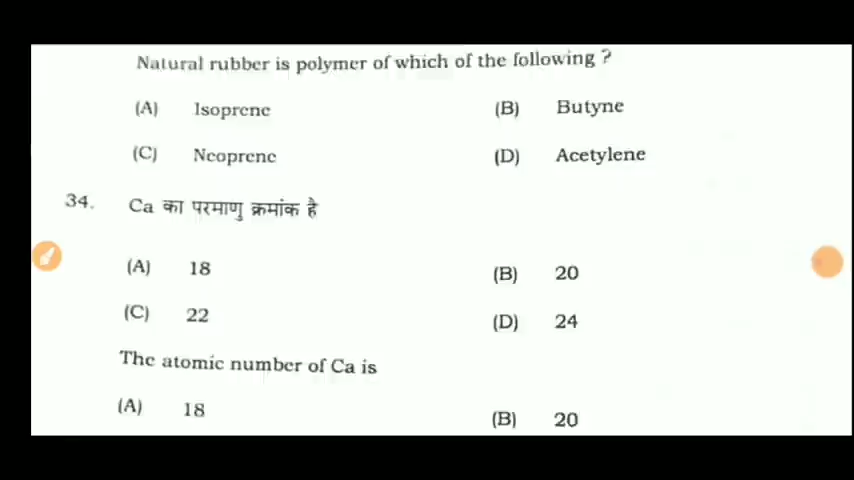 Natural rubber is polymer of which of the following ?
(A) Isoprene (B) Butyne
(C) Neoprene (D) Acetylene
34. Ca का परमाणु क्रमांक है
(A) 18 (B) 20
(C) 22 (D) 24
The atomic number of Ca is
(A) 18 (B) 20